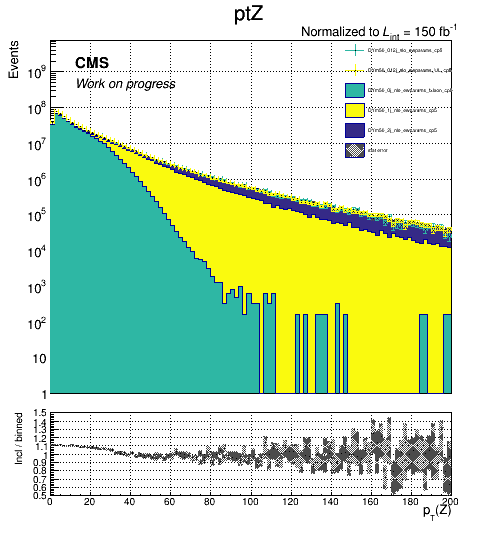 ptZ
Normalized to Lint = 150 fb-1
Events
CMS
Work on progress
stat error
10^9
10^8
10^7
10^6
10^5
10^4
10^3
10^2
10
1
Incl / binned
1.5
1.4
1.3
1.2
1.1
1
0.9
0.8
0.7
0.6
0.5
0 20 40 60 80 100 120 140 160 180 200
pT(Z)